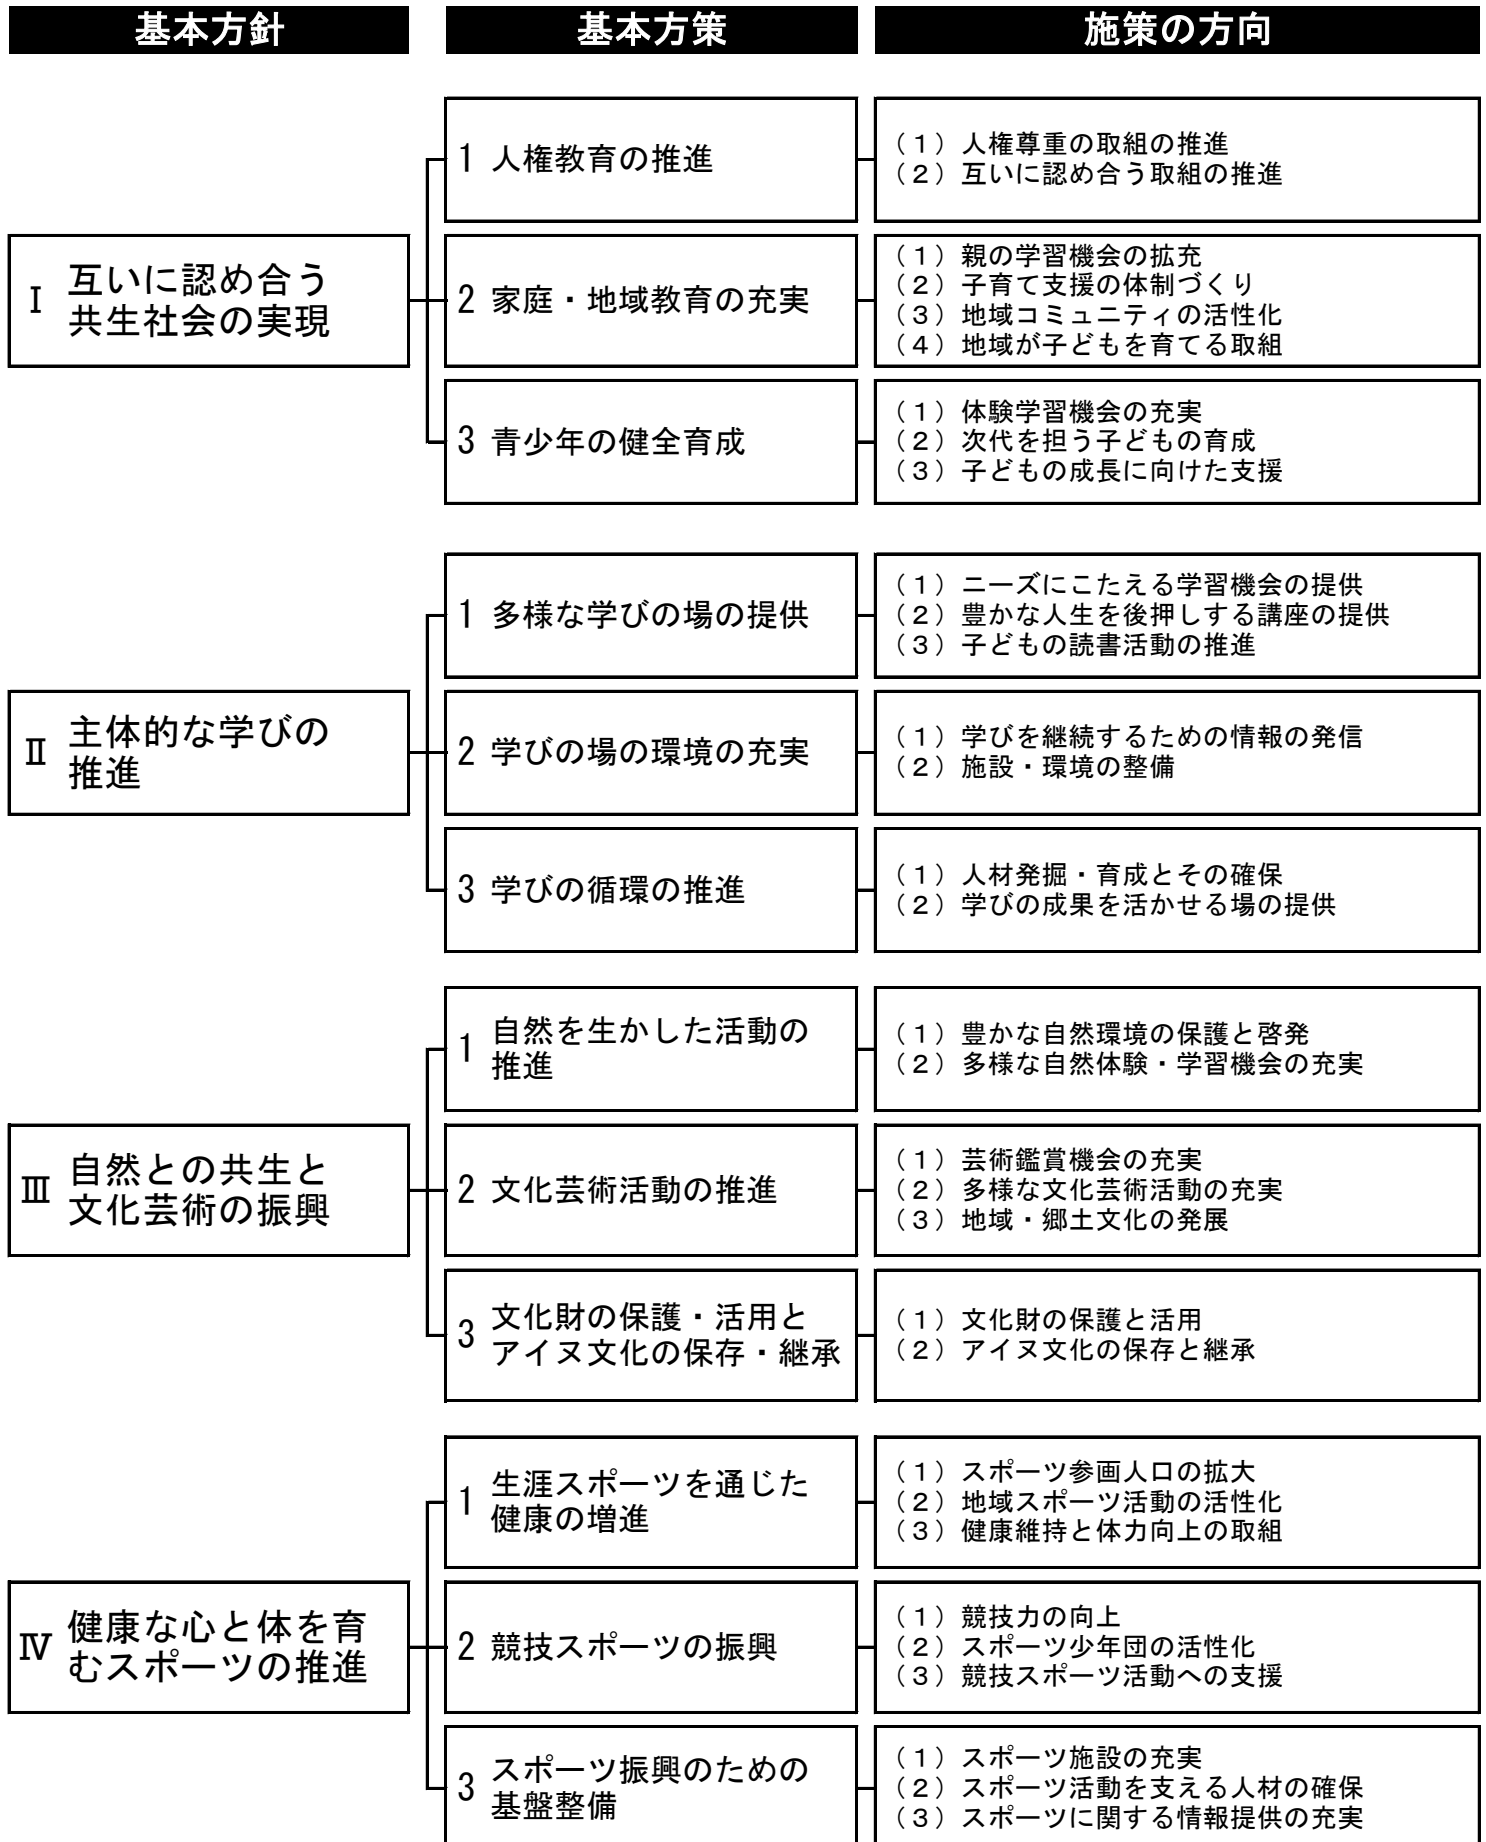 基本方針
基本方策
施策の方向
Ⅰ 互いに認め合う
共生社会の実現
1 人権教育の推進
（１）人権尊重の取組の推進
（２）互いに認め合う取組の推進
2 家庭・地域教育の充実
（１）親の学習機会の拡充
（２）子育て支援の体制づくり
（３）地域コミュニティの活性化
（４）地域が子どもを育てる取組
3 青少年の健全育成
（１）体験学習機会の充実
（２）次代を担う子どもの育成
（３）子どもの成長に向けた支援
Ⅱ 主体的な学びの
推進
1 多様な学びの場の提供
（１）ニーズにこたえる学習機会の提供
（２）豊かな人生を後押しする講座の提供
（３）子どもの読書活動の推進
2 学びの場の環境の充実
（１）学びを継続するための情報の発信
（２）施設・環境の整備
3 学びの循環の推進
（１）人材発掘・育成とその確保
（２）学びの成果を活かせる場の提供
Ⅲ 自然との共生と
文化芸術の振興
1 自然を生かした活動の
推進
（１）豊かな自然環境の保護と啓発
（２）多様な自然体験・学習機会の充実
2 文化芸術活動の推進
（１）芸術鑑賞機会の充実
（２）多様な文化芸術活動の充実
（３）地域・郷土文化の発展
3 文化財の保護・活用と
アイヌ文化の保存・継承
（１）文化財の保護と活用
（２）アイヌ文化の保存と継承
Ⅳ 健康な心と体を育
むスポーツの推進
1 生涯スポーツを通じた
健康の増進
（１）スポーツ参画人口の拡大
（２）地域スポーツ活動の活性化
（３）健康維持と体力向上の取組
2 競技スポーツの振興
（１）競技力の向上
（２）スポーツ少年団の活性化
（３）競技スポーツ活動への支援
3 スポーツ振興のための
基盤整備
（１）スポーツ施設の充実
（２）スポーツ活動を支える人材の確保
（３）スポーツに関する情報提供の充実